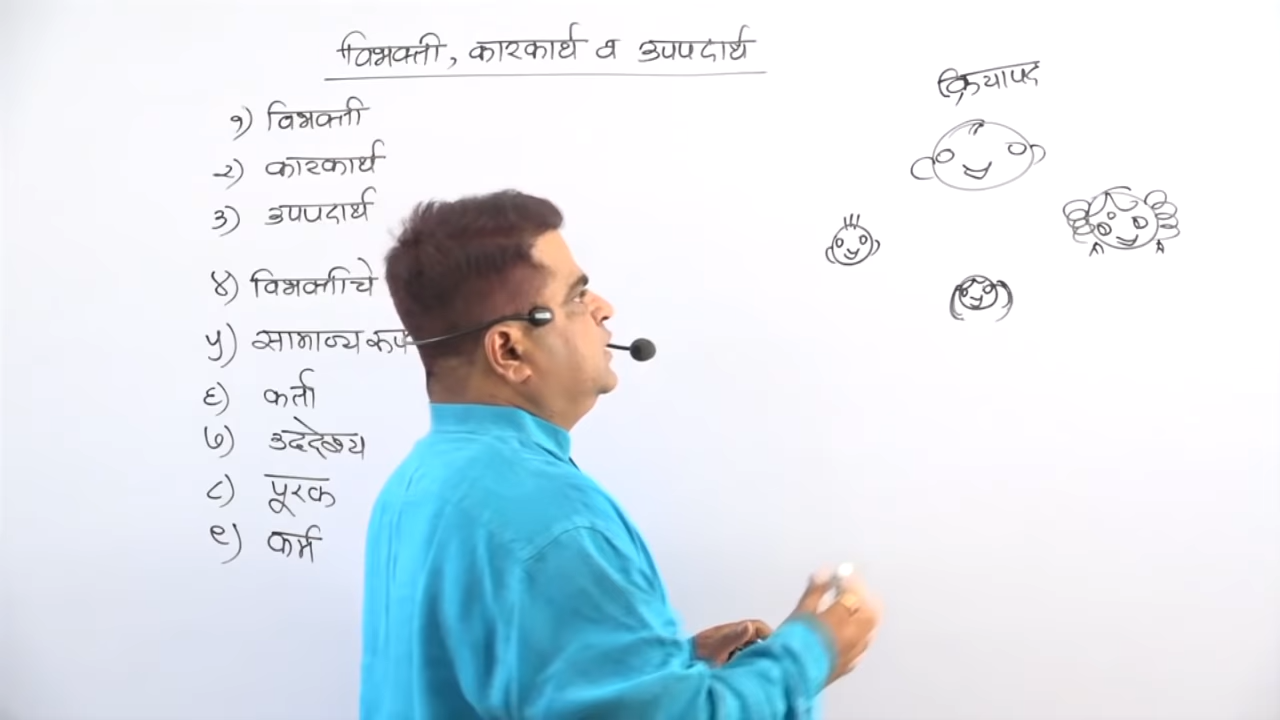 विभक्ती, कारकार्थ व उपपदार्थ
१) विभक्ती
२) कारकार्थ
३) उपपदार्थ
४) विभक्तीचे
५) सामान्यरूप
६) कर्ता
७) उद्देश्य
८) पूरक
९) कर्म
क्रियापद